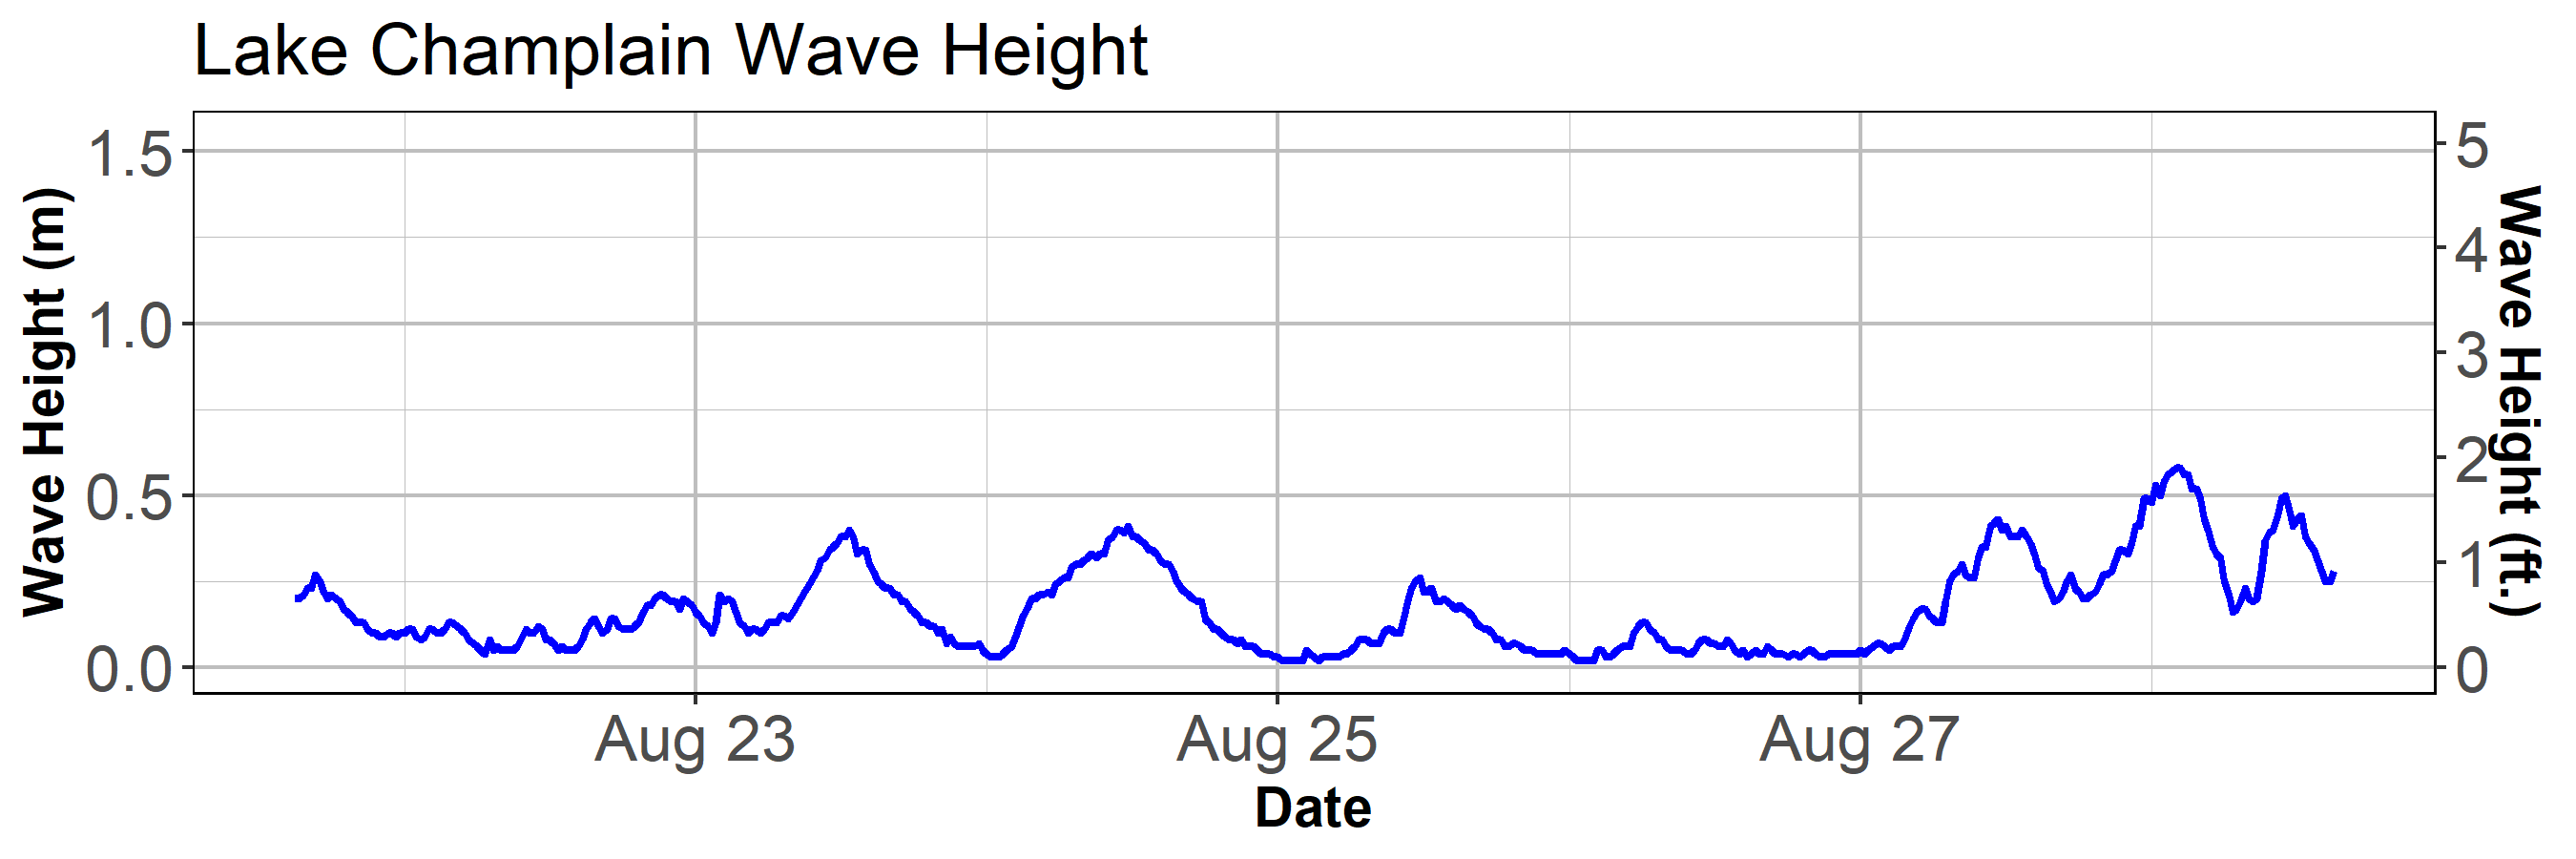 Lake Champlain Wave Height
Wave Height (m)
1.5
1.0
0.5
0.0
5
4
3
2
1
0
Wave Height (ft.)
Aug 23 Aug 25 Aug 27
Date